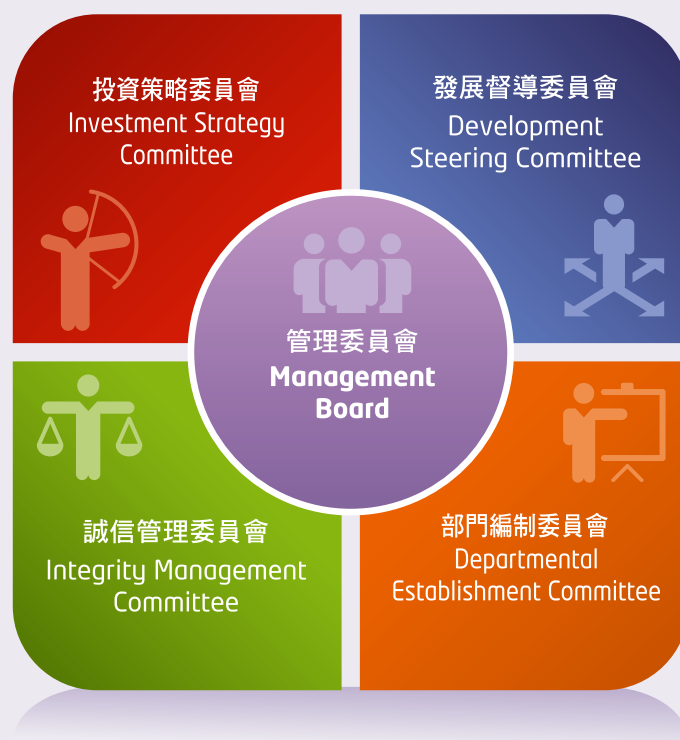 投資策略委員會
Investment Strategy
Committee
發展督導委員會
Development
Steering Committee
管理委員會
Management
Board
誠信管理委員會
Integrity Management
Committee
部門編制委員會
Departmental
Establishment Committee